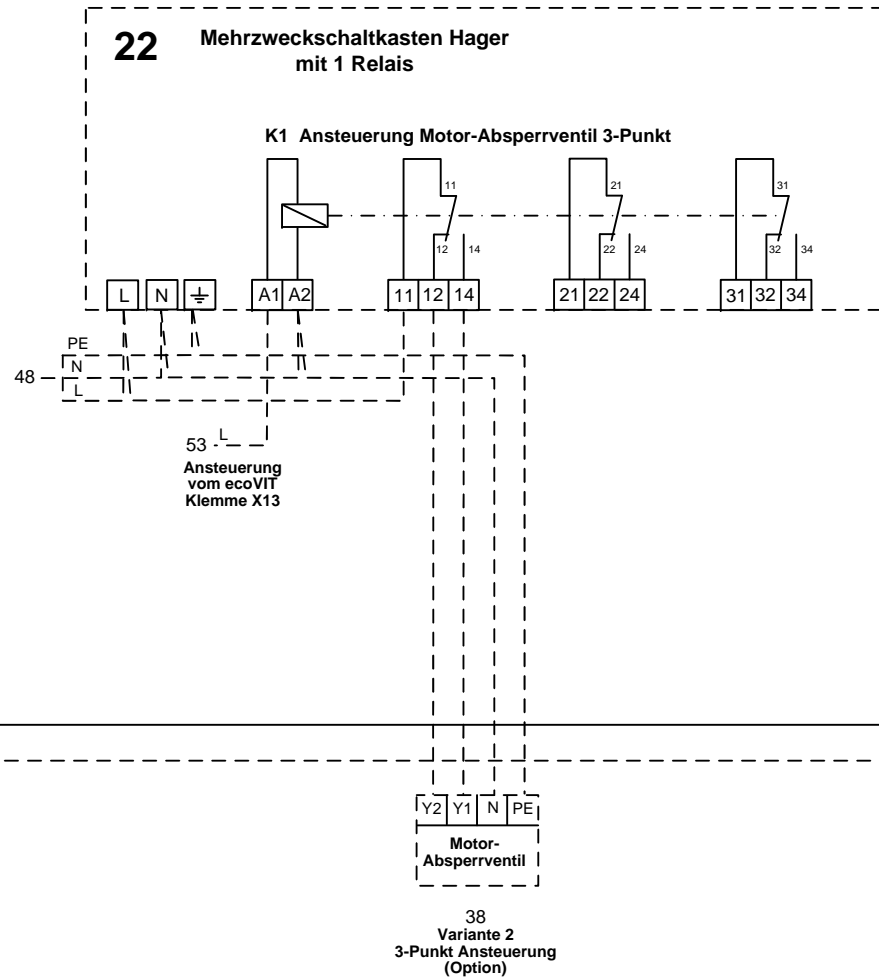 22
Mehrzweckschaltkasten Hager
mit 1 Relais
K1 Ansteuerung Motor-Absperrventil 3-Punkt
11 21 31
12 14 22 24 32 34
L N A1 A2 11 12 14 21 22 24 31 32 34
PE
N
48
L
L
53
Ansteuerung
vom ecoVIT
Klemme X13
Y2 Y1 N PE
Motor-
Absperrventil
38
Variante 2
3-Punkt Ansteuerung
(Option)